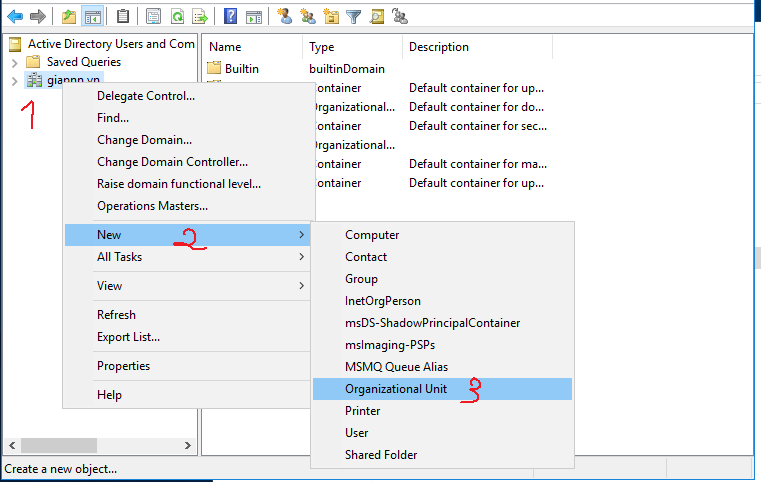 Active Directory Users and Com
Name Type Description
Saved Queries
Builtin builtinDomain
giannn.vn
Container Default container for up...
Organizational... Default container for do...
Container Default container for sec...
Organizational...
Container Default container for ma...
Container Default container for up...
1
Delegate Control...
Find...
Change Domain...
Change Domain Controller...
Raise domain functional level...
Operations Masters...
New 2
All Tasks
View
Refresh
Export List...
Properties
Help
Computer
Contact
Group
InetOrgPerson
msDS-ShadowPrincipalContainer
msImaging-PSPs
MSMQ Queue Alias
Organizational Unit 3
Printer
User
Shared Folder
Create a new object...